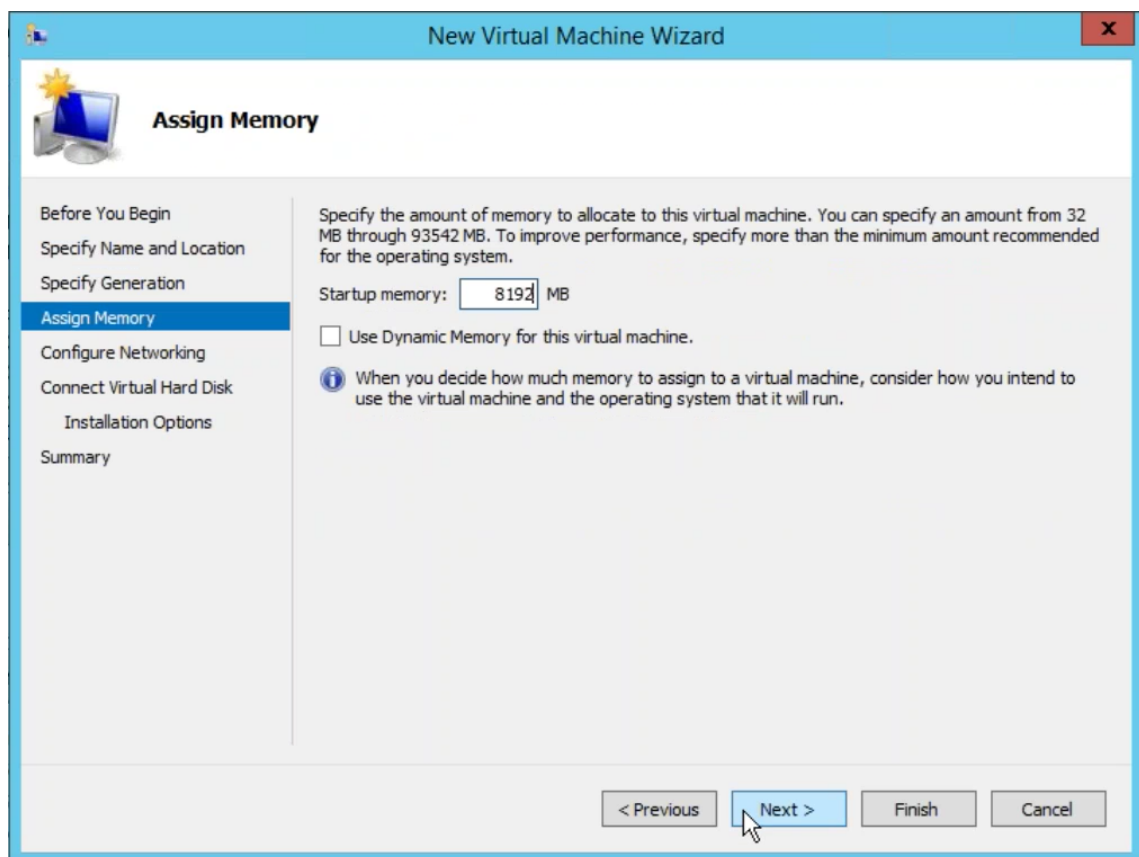 New Virtual Machine Wizard
x
Assign Memory
Before You Begin
Specify Name and Location
Specify Generation
Assign Memory
Configure Networking
Connect Virtual Hard Disk
Installation Options
Summary
Specify the amount of memory to allocate to this virtual machine. You can specify an amount from 32
MB through 93542 MB. To improve performance, specify more than the minimum amount recommended
for the operating system.
Startup memory: 8192 MB
Use Dynamic Memory for this virtual machine.
When you decide how much memory to assign to a virtual machine, consider how you intend to
use the virtual machine and the operating system that it will run.
< Previous Next > Finish Cancel